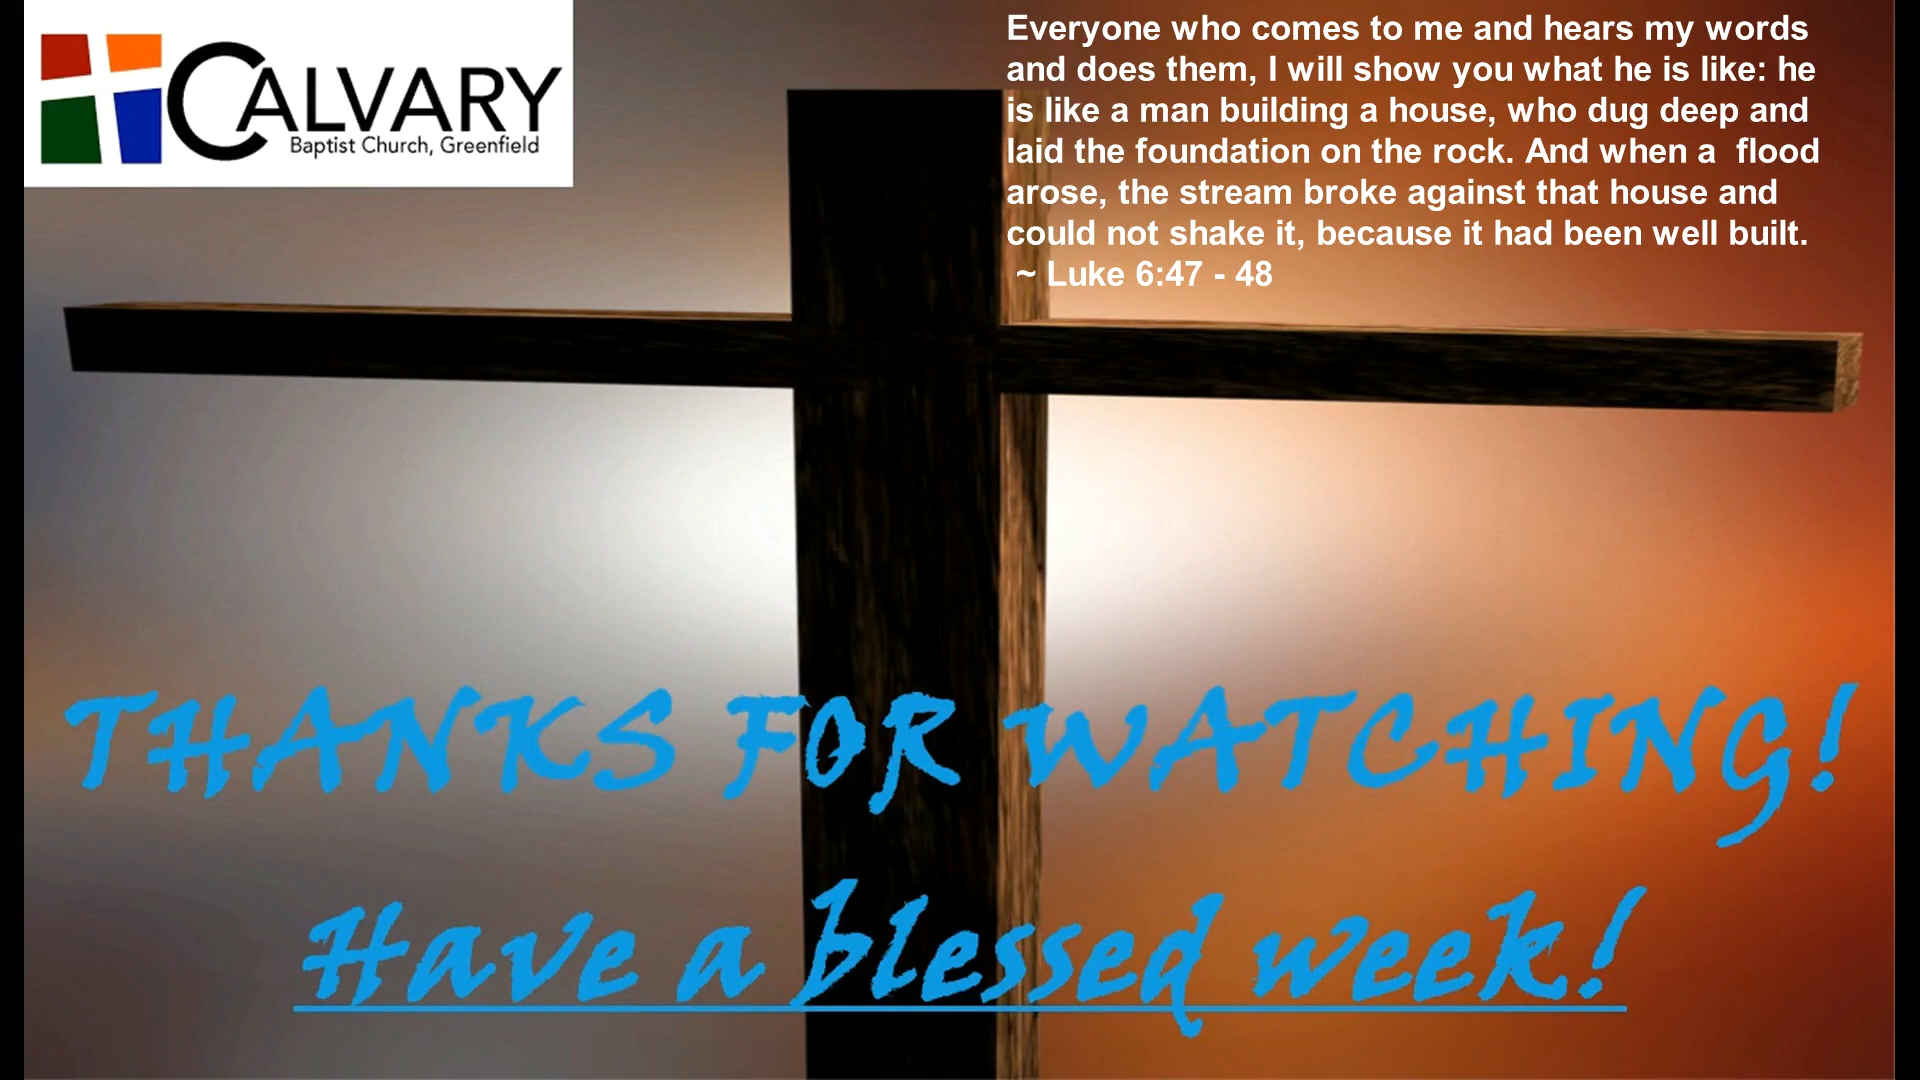 CALVARY
Baptist Church, Greenfield
Everyone who comes to me and hears my words
and does them, I will show you what he is like: he
is like a man building a house, who dug deep and
laid the foundation on the rock. And when a  flood
arose, the stream broke against that house and
could not shake it, because it had been well built.
~ Luke 6:47 - 48
THANKS FOR WATCHING!
Have a blessed week!